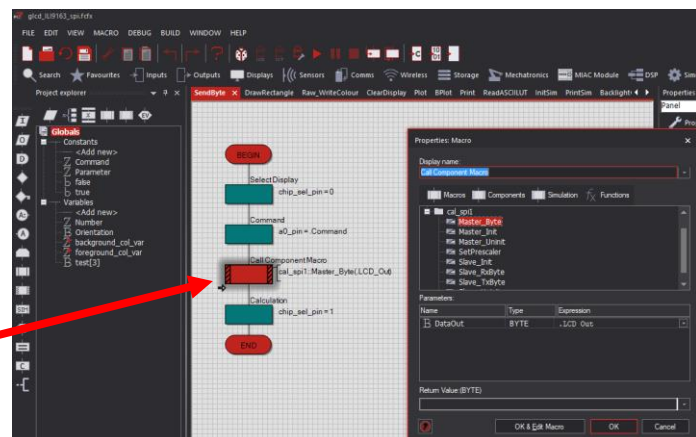 glcd_ILI9163_spi.fcfx
FILE EDIT VIEW MACRO DEBUG BUILD WINDOW HELP
Search Favourites Inputs Outputs Displays Sensors Comms Wireless Storage Mechatronics MIAC Module DSP Sim
Project explorer
SendByte DrawRectangle Raw_WriteColour ClearDisplay Plot BPlot Print ReadASCIILUT InitSim PrintSim Backlight
Properties
Panel
Pro
Globals
Constants
<Add new>
Command
Parameter
false
true
Variables
<Add new>
Number
Orientation
background_col_var
foreground_col_var
test[3]
BEGIN
SelectDisplay
chip_sel_pin = 0
Command
a0_pin = .Command
Call Component Macro
cal_spi1::Master_Byte(.LCD_Out)
Calculation
chip_sel_pin = 1
END
Properties: Macro
Display name:
Call Component Macro
Macros Components Simulation Functions
cal_spi1
Master_Byte
Master_Init
Master_Uninit
SetPrescaler
Slave_Init
Slave_RxByte
Slave_TxByte
Parameters:
Name Type Expression
DataOut BYTE .LCD Out
Return Value: (BYTE)
? OK & Edit Macro OK Cancel